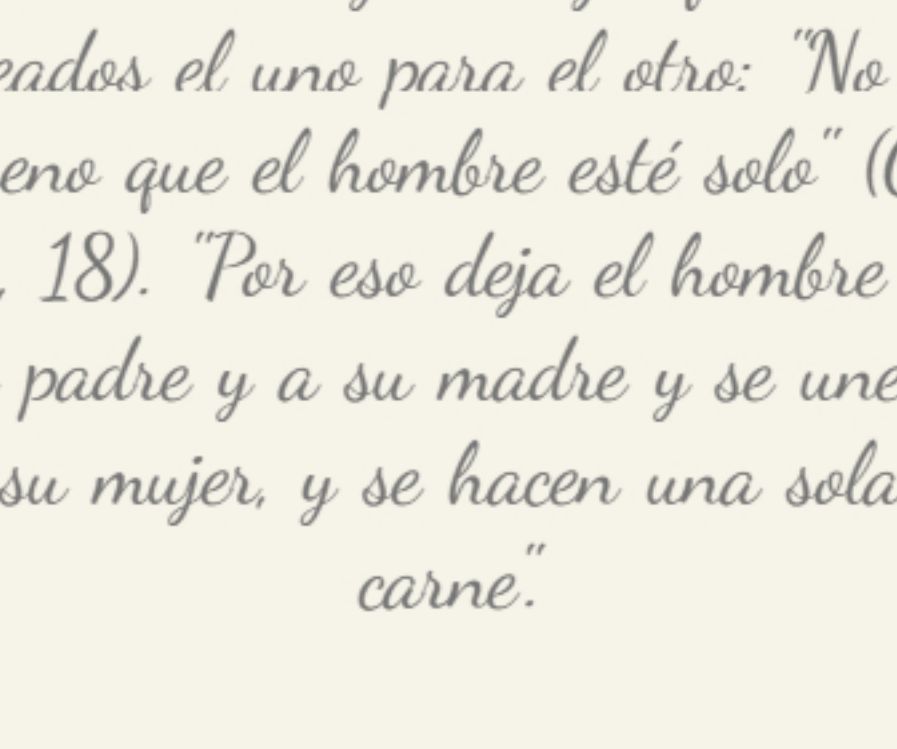 eados el uno para el otro: "No
eno que el hombre esté solo" (
, 18). "Por eso deja el hombre
padre y a su madre y se une
su mujer, y se hacen una sola
carne".